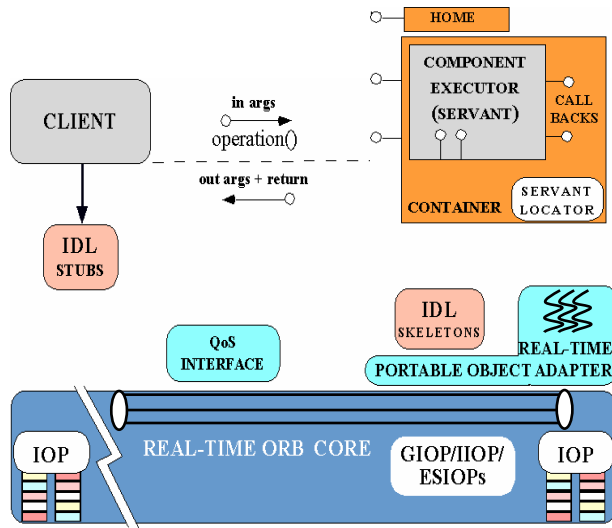 HOME
COMPONENT
EXECUTOR
(SERVANT)
CALL
BACKS
CLIENT
in args
operation()
out args + return
SERVANT
LOCATOR
CONTAINER
IDL
STUBS
IDL
SKELETONS
REAL-TIME
PORTABLE OBJECT ADAPTER
QoS
INTERFACE
IOP
REAL-TIME ORB CORE
GIOP/IIOP/
ESIOPs
IOP